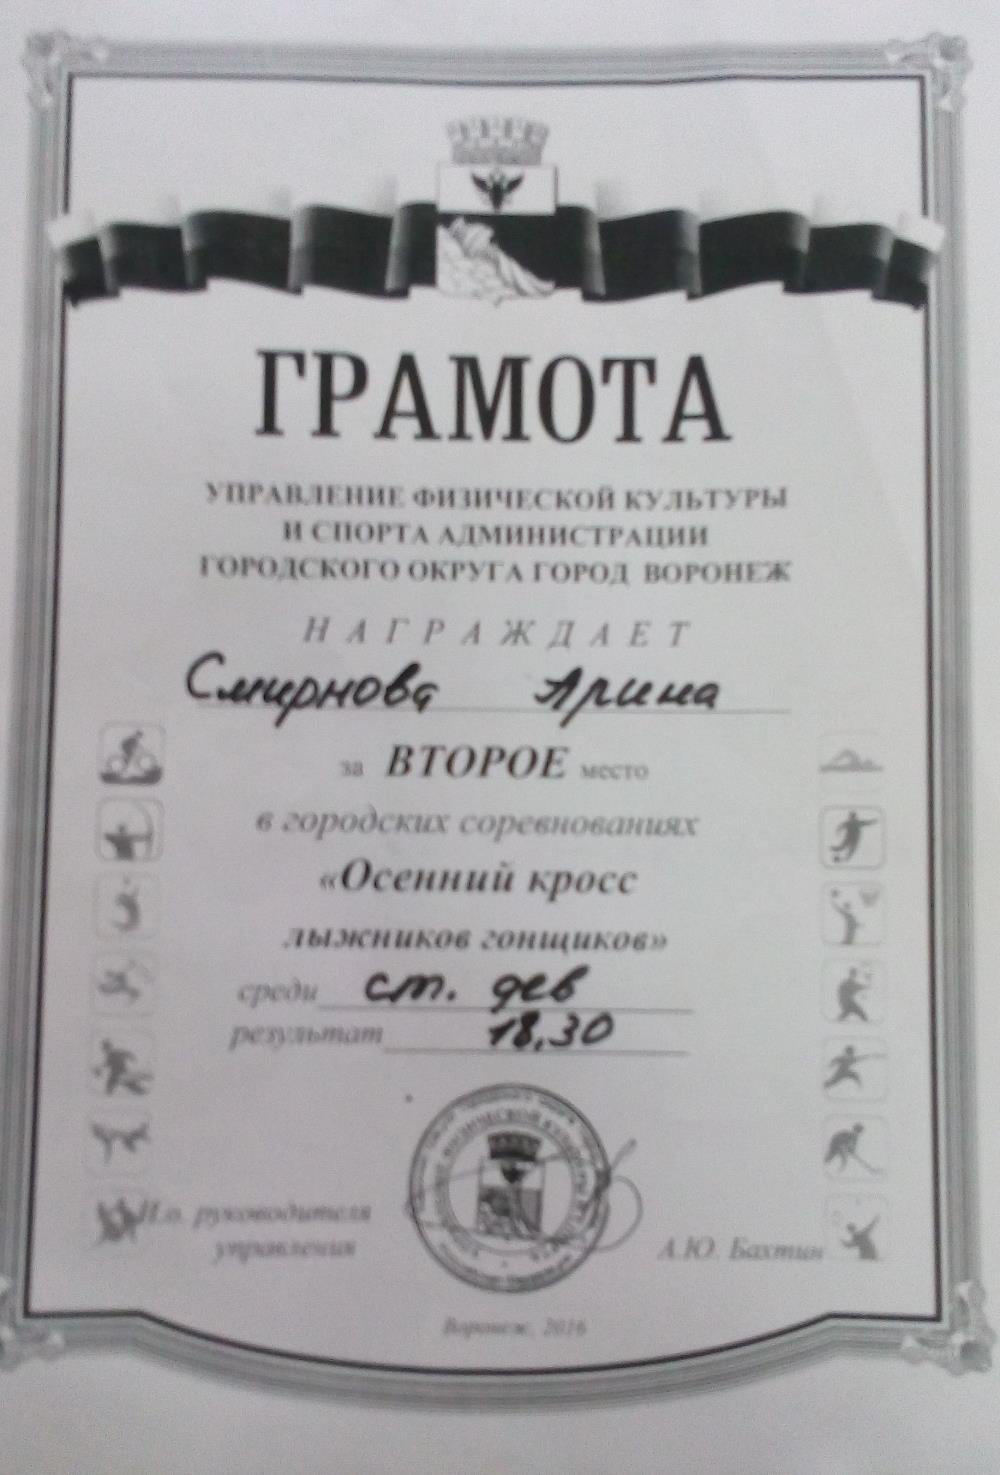 ГРАМОТА
УПРАВЛЕНИЕ ФИЗИЧЕСКОЙ КУЛЬТУРЫ
И СПОРТА АДМИНИСТРАЦИИ
ГОРОДСКОГО ОКРУГА ГОРОД ВОРОНЕЖ
НАГРАЖДАЕТ
Смирнова Арина
за ВТОРОЕ место
в городских соревнованиях
«Осенний кросс
лыжников гонщиков»
среди ст. дев
результат 18,30
И.о. руководителя
управления
А.Ю. Бахтин
Воронеж, 2016